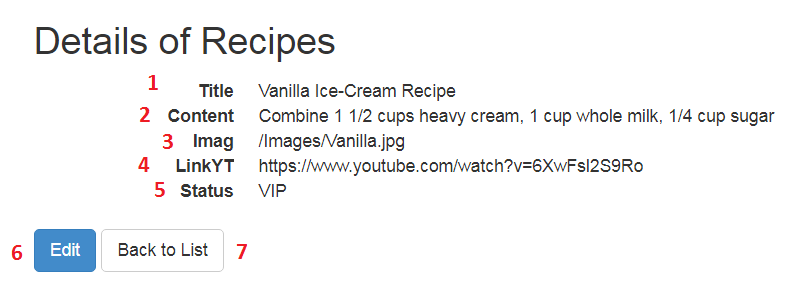 Details of Recipes
1 Title Vanilla Ice-Cream Recipe
2 Content Combine 1 1/2 cups heavy cream, 1 cup whole milk, 1/4 cup sugar
3 Imag /Images/Vanilla.jpg
4 LinkYT https://www.youtube.com/watch?v=6XwFsl2S9Ro
5 Status VIP
6 Edit Back to List 7